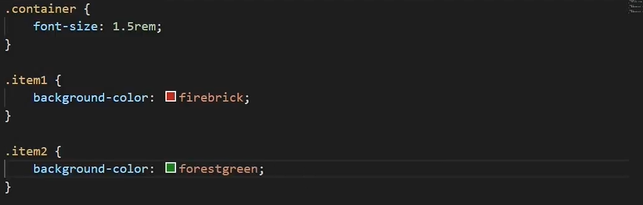 .container {
    font-size: 1.5rem;
}
.item1 {
    background-color: firebrick;
}
.item2 {
    background-color: forestgreen;
}